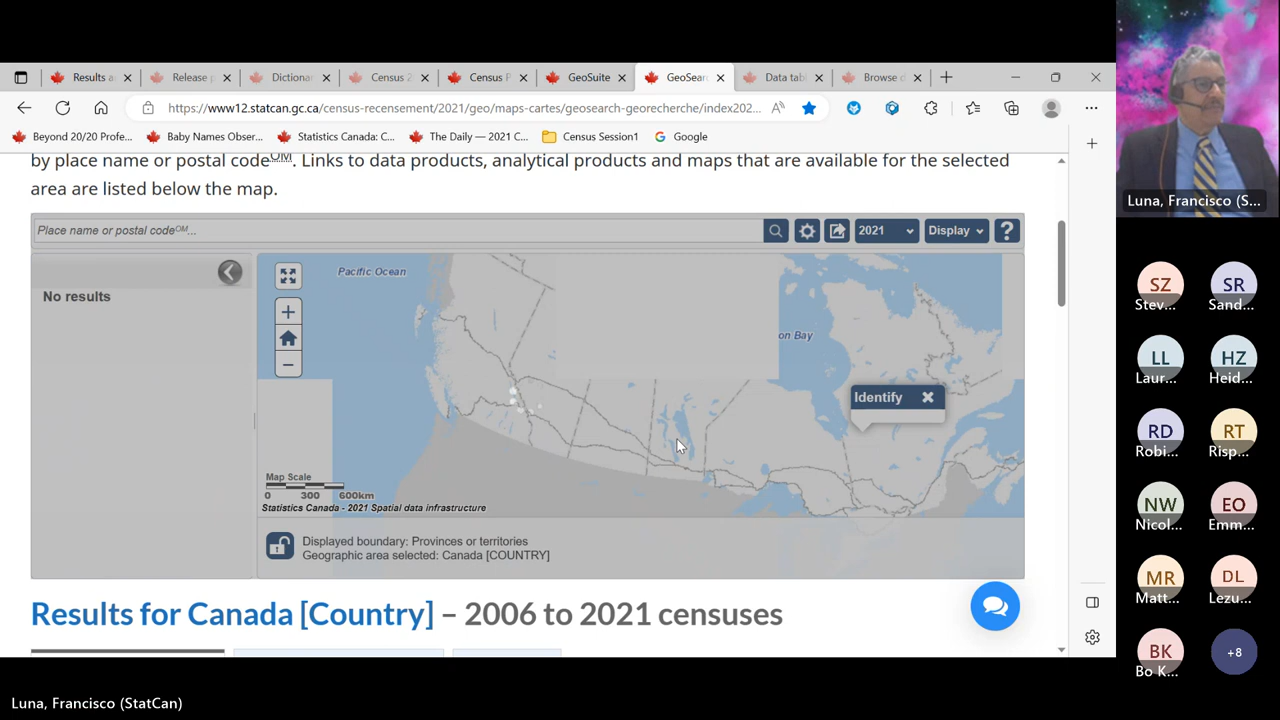 Results a
Release p
Dictionar
Census 2
Census P
GeoSuite
GeoSearc
Data tab
Browse d
https://www12.statcan.gc.ca/census-recensement/2021/geo/maps-cartes/geosearch-georecherche/index202...
Beyond 20/20 Profe...
Baby Names Obser...
Statistics Canada: C...
The Daily — 2021 C...
Census Session1
Google
by place name or postal codeOM. Links to data products, analytical products and maps that are available for the selected
area are listed below the map.
Place name or postal codeOM...
2021
Display
?
No results
Pacific Ocean
on Bay
Identify
Map Scale
0 300 600km
Statistics Canada - 2021 Spatial data infrastructure
Displayed boundary: Provinces or territories
Geographic area selected: Canada [COUNTRY]
Results for Canada [Country] – 2006 to 2021 censuses
Luna, Francisco (S...
SZ
Stev...
SR
Sand...
LL
Laur...
HZ
Heid...
RD
Robi...
RT
Risp...
NW
Nicol...
EO
Emm...
MR
Matt...
DL
Lezu...
BK
Bo K...
+8
Luna, Francisco (StatCan)